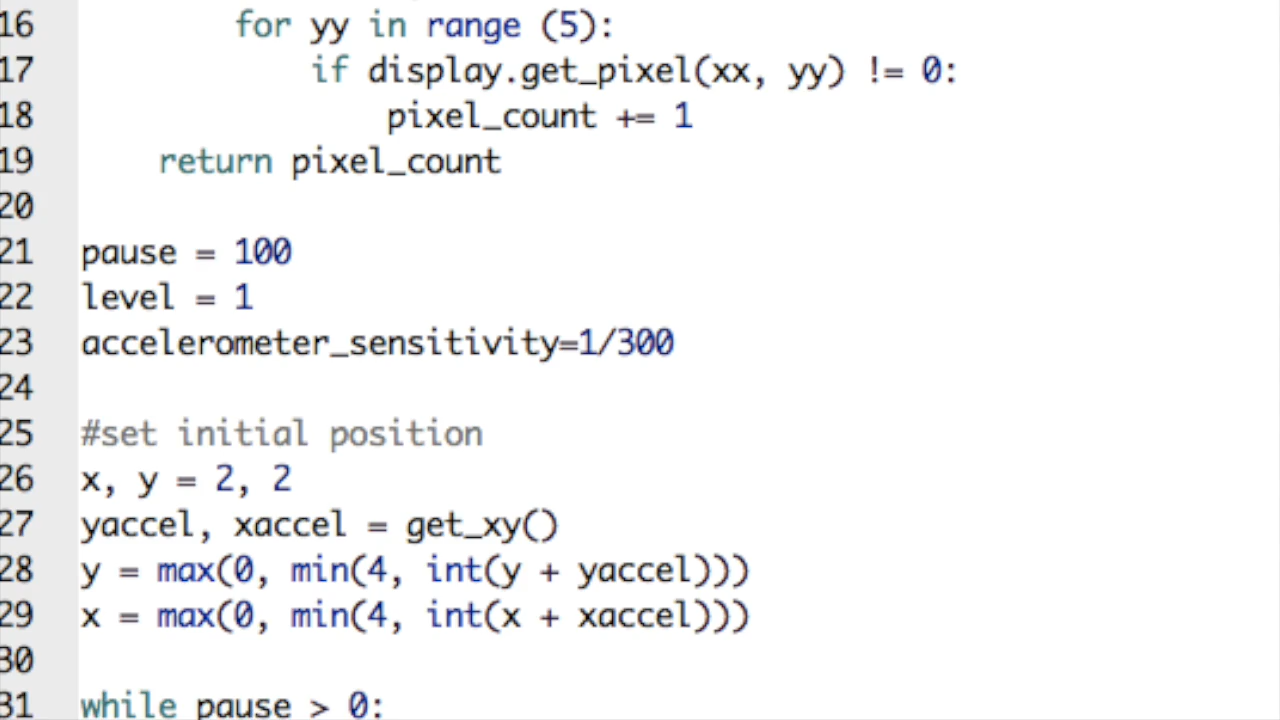 16 for yy in range (5):
17 if display.get_pixel(xx, yy) != 0:
18 pixel_count += 1
19 return pixel_count
20
21 pause = 100
22 level = 1
23 accelerometer_sensitivity=1/300
24
25 #set initial position
26 x, y = 2, 2
27 yaccel, xaccel = get_xy()
28 y = max(0, min(4, int(y + yaccel)))
29 x = max(0, min(4, int(x + xaccel)))
30
31 while pause > 0: